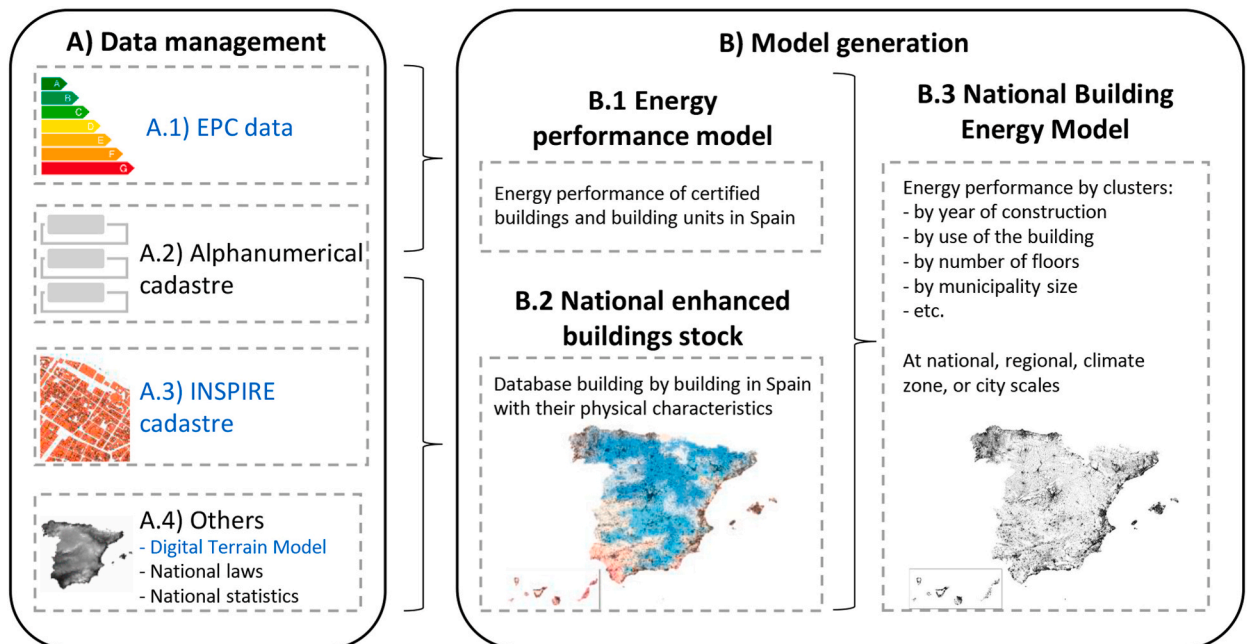 A) Data management
A
B
C
D
E
F
G
A.1) EPC data
A.2) Alphanumerical
cadastre
A.3) INSPIRE
cadastre
A.4) Others
- Digital Terrain Model
- National laws
- National statistics
B) Model generation
B.1 Energy
performance model
Energy performance of certified
buildings and building units in Spain
B.2 National enhanced
buildings stock
Database building by building in Spain
with their physical characteristics
B.3 National Building
Energy Model
Energy performance by clusters:
- by year of construction
- by use of the building
- by number of floors
- by municipality size
- etc.
At national, regional, climate
zone, or city scales